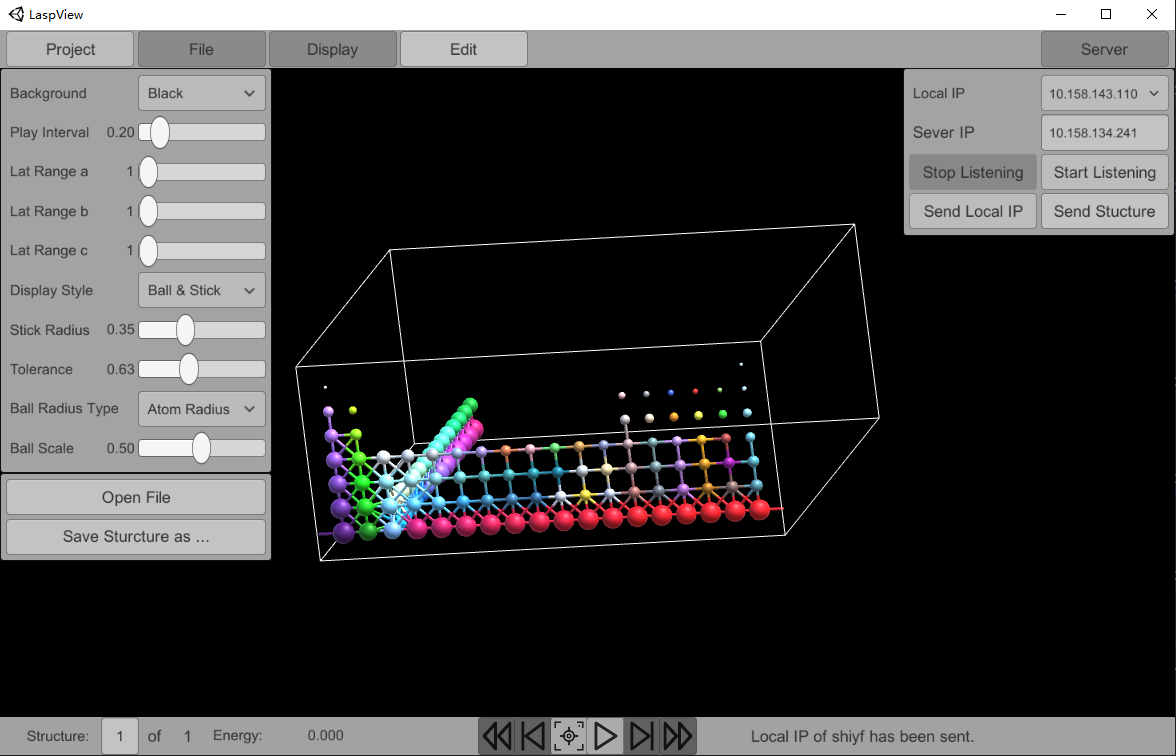 LaspView
Project File Display Edit Server
Background Black
Play Interval 0.20
Lat Range a 1
Lat Range b 1
Lat Range c 1
Display Style Ball & Stick
Stick Radius 0.35
Tolerance 0.63
Ball Radius Type Atom Radius
Ball Scale 0.50
Open File
Save Sturcture as ...
Local IP 10.158.143.110
Sever IP 10.158.134.241
Stop Listening Start Listening
Send Local IP Send Stucture
Structure: 1 of 1 Energy: 0.000 Local IP of shiyf has been sent.